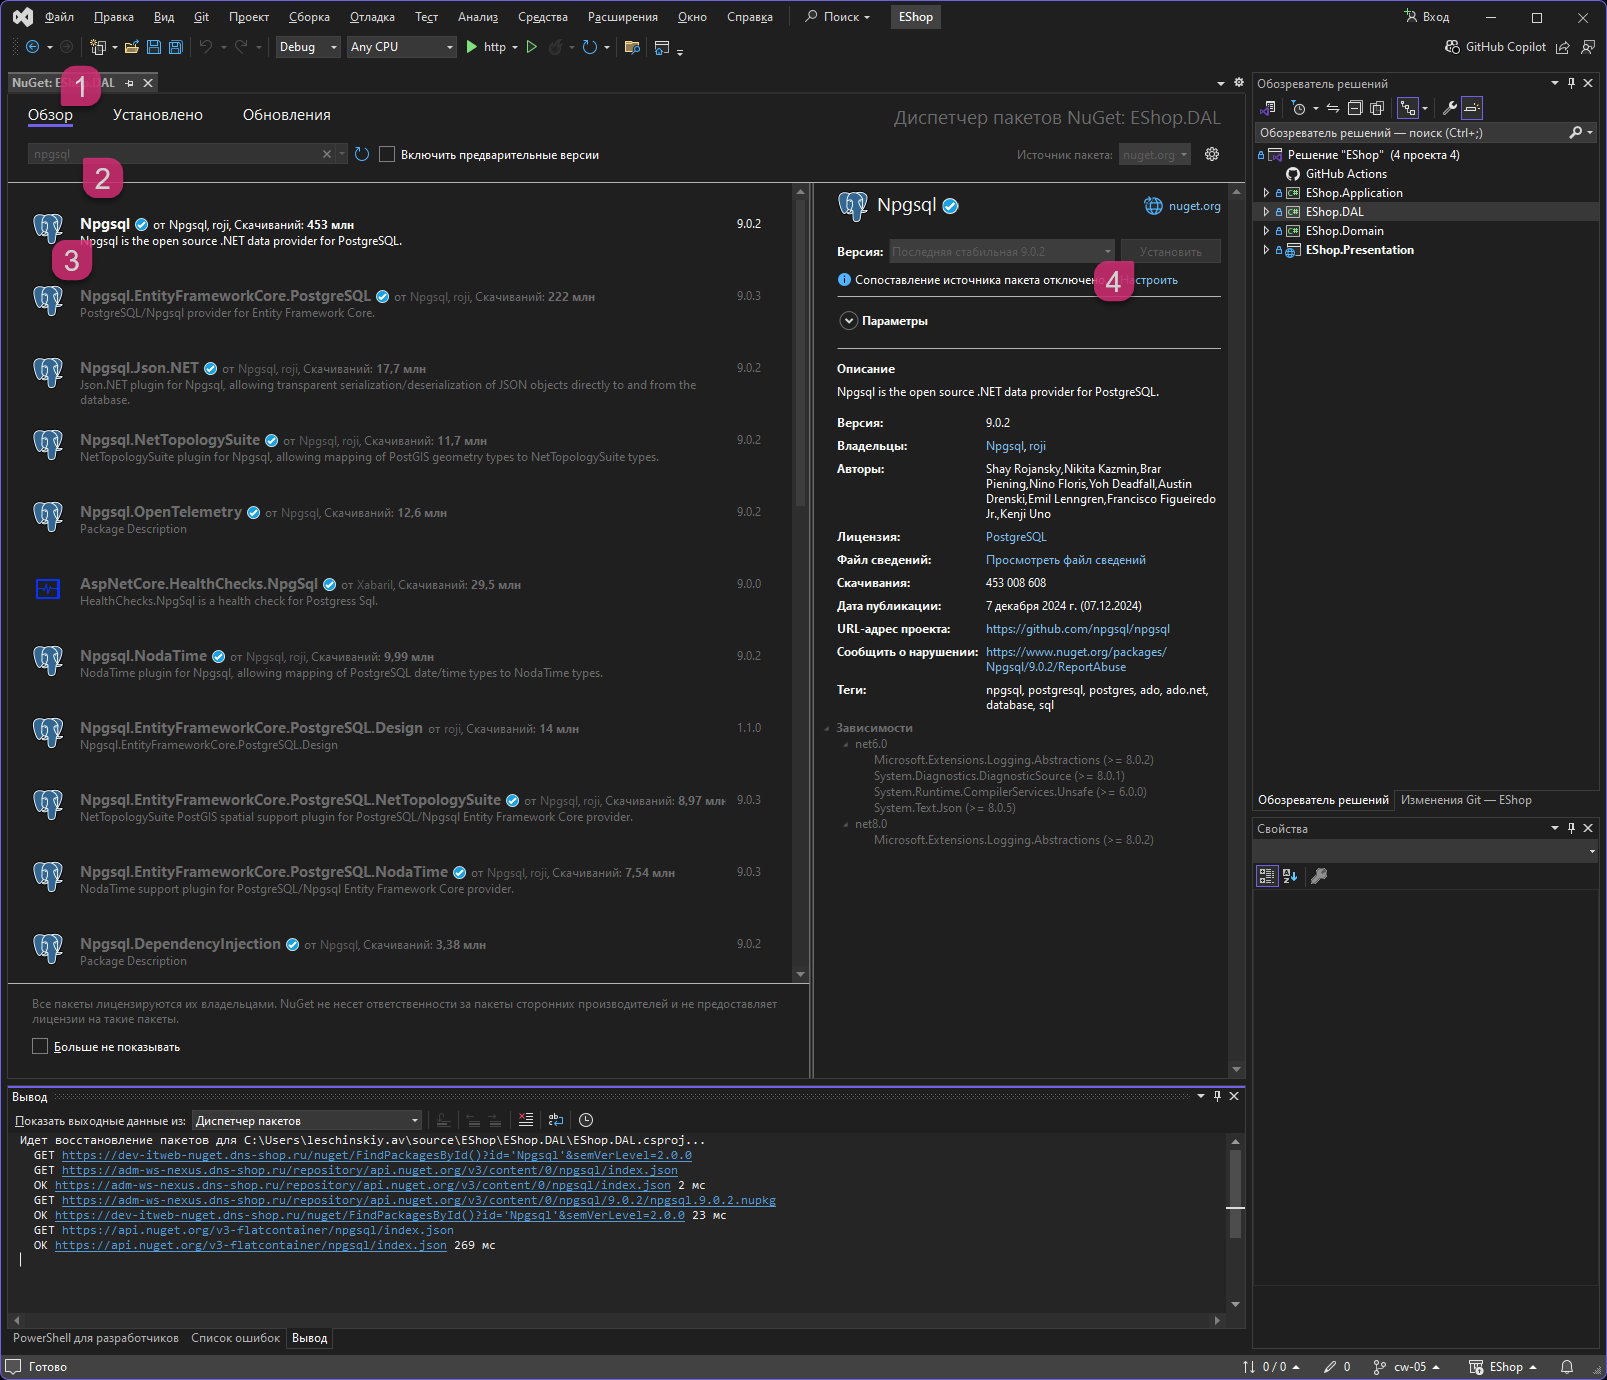 Файл Правка Вид Git Проект Сборка Отладка Тест Анализ Средства Расширения Окно Справка Поиск EShop Вход
Debug Any CPU http GitHub Copilot
NuGet: EShop.DAL
1
Обзор Установлено Обновления
Диспетчер пакетов NuGet: EShop.DAL
npgsql
Включить предварительные версии
Источник пакета: nuget.org
2
Npgsql от Npgsql, roji, Скачиваний: 453 млн 9.0.2
Npgsql is the open source .NET data provider for PostgreSQL.
3
Npgsql.EntityFrameworkCore.PostgreSQL от Npgsql, roji, Скачиваний: 222 млн 9.0.3
PostgreSQL/Npgsql provider for Entity Framework Core.
Npgsql.Json.NET от Npgsql, roji, Скачиваний: 17,7 млн 9.0.2
Json.NET plugin for Npgsql, allowing transparent serialization/deserialization of JSON objects directly to and from the
database.
Npgsql.NetTopologySuite от Npgsql, roji, Скачиваний: 11,7 млн 9.0.2
NetTopologySuite plugin for Npgsql, allowing mapping of PostGIS geometry types to NetTopologySuite types.
Npgsql.OpenTelemetry от Npgsql, Скачиваний: 12,6 млн 9.0.2
Package Description
AspNetCore.HealthChecks.NpgSql от Xabaril, Скачиваний: 29,5 млн 9.0.0
HealthChecks.NpgSql is a health check for Postgress Sql.
Npgsql.NodaTime от Npgsql, roji, Скачиваний: 9,99 млн 9.0.2
NodaTime plugin for Npgsql, allowing mapping of PostgreSQL date/time types to NodaTime types.
Npgsql.EntityFrameworkCore.PostgreSQL.Design от roji, Скачиваний: 14 млн 1.1.0
Npgsql.EntityFrameworkCore.PostgreSQL.Design
Npgsql.EntityFrameworkCore.PostgreSQL.NetTopologySuite от Npgsql, roji, Скачиваний: 8,97 млн 9.0.3
NetTopologySuite PostGIS spatial support plugin for PostgreSQL/Npgsql Entity Framework Core provider.
Npgsql.EntityFrameworkCore.PostgreSQL.NodaTime от Npgsql, roji, Скачиваний: 7,54 млн 9.0.3
NodaTime support plugin for PostgreSQL/Npgsql Entity Framework Core provider.
Npgsql.DependencyInjection от Npgsql, Скачиваний: 3,38 млн 9.0.2
Package Description
Все пакеты лицензируются их владельцами. NuGet не несет ответственности за пакеты сторонних производителей и не предоставляет
лицензии на такие пакеты.
Больше не показывать
Npgsql nuget.org
Версия: Последняя стабильная 9.0.2 Установить
Сопоставление источника пакета отключено. Настроить
4
Параметры
Описание
Npgsql is the open source .NET data provider for PostgreSQL.
Версия: 9.0.2
Владельцы: Npgsql, roji
Авторы: Shay Rojansky,Nikita Kazmin,Brar
Piening,Nino Floris,Yoh Deadfall,Austin
Drenski,Emil Lenngren,Francisco Figueiredo
Jr.,Kenji Uno
Лицензия: PostgreSQL
Файл сведений: Просмотреть файл сведений
Скачивания: 453 008 608
Дата публикации: 7 декабря 2024 г. (07.12.2024)
URL-адрес проекта: https://github.com/npgsql/npgsql
Сообщить о нарушении: https://www.nuget.org/packages/
Npgsql/9.0.2/ReportAbuse
Теги: npgsql, postgresql, postgres, ado, ado.net,
database, sql
Зависимости
net6.0
Microsoft.Extensions.Logging.Abstractions (>= 8.0.2)
System.Diagnostics.DiagnosticSource (>= 8.0.1)
System.Runtime.CompilerServices.Unsafe (>= 6.0.0)
System.Text.Json (>= 8.0.5)
net8.0
Microsoft.Extensions.Logging.Abstractions (>= 8.0.2)
Обозреватель решений
Обозреватель решений — поиск (Ctrl+;)
Решение "EShop" (4 проекта 4)
GitHub Actions
EShop.Application
EShop.DAL
EShop.Domain
EShop.Presentation
Обозреватель решений Изменения Git — EShop
Свойства
Вывод
Показать выходные данные из: Диспетчер пакетов
Идет восстановление пакетов для C:\Users\leschinskiy.av\source\EShop\EShop.DAL\EShop.DAL.csproj...
GET https://dev-itweb-nuget.dns-shop.ru/nuget/FindPackagesById()?id='Npgsql'&semVerLevel=2.0.0
GET https://adm-ws-nexus.dns-shop.ru/repository/api.nuget.org/v3/content/0/npgsql/index.json
OK https://adm-ws-nexus.dns-shop.ru/repository/api.nuget.org/v3/content/0/npgsql/index.json 2 мс
GET https://adm-ws-nexus.dns-shop.ru/repository/api.nuget.org/v3/content/0/npgsql/9.0.2/npgsql.9.0.2.nupkg
OK https://dev-itweb-nuget.dns-shop.ru/nuget/FindPackagesById()?id='Npgsql'&semVerLevel=2.0.0 23 мс
GET https://api.nuget.org/v3-flatcontainer/npgsql/index.json
OK https://api.nuget.org/v3-flatcontainer/npgsql/index.json 269 мс
PowerShell для разработчиков Список ошибок Вывод
Готово 0 / 0 0 cw-05 EShop